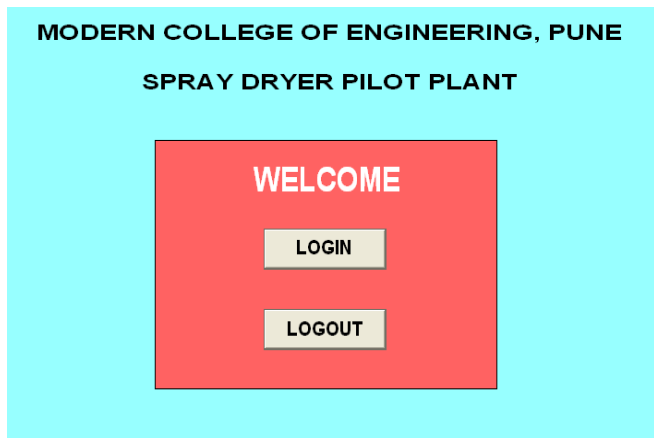 MODERN COLLEGE OF ENGINEERING, PUNE
SPRAY DRYER PILOT PLANT
WELCOME
LOGIN
LOGOUT